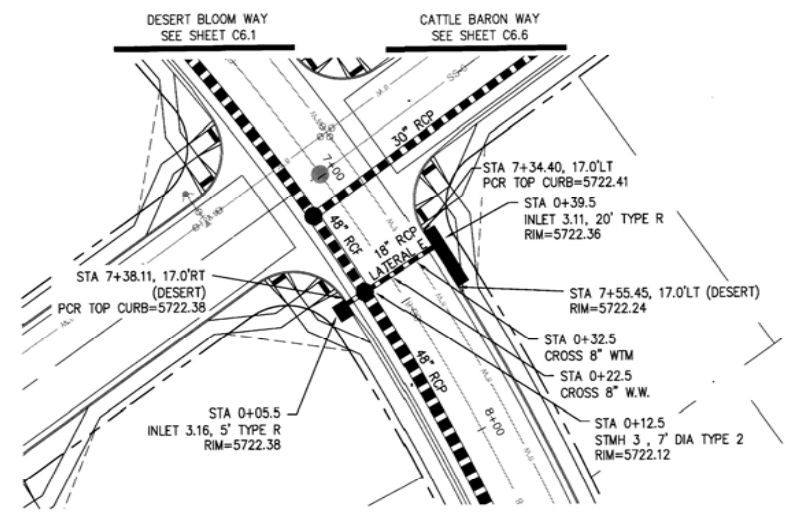 DESERT BLOOM WAY
SEE SHEET C6.1
CATTLE BARON WAY
SEE SHEET C6.6
SS-8
30" RCP
7+00
STA 7+34.40, 17.0'LT
PCR TOP CURB=5722.41
STA 0+39.5
INLET 3.11, 20' TYPE R
RIM=5722.36
48" RCP
18" RCP
LATERAL E
STA 7+38.11, 17.0'RT
(DESERT)
PCR TOP CURB=5722.38
STA 7+55.45, 17.0'LT (DESERT)
RIM=5722.24
STA 0+32.5
CROSS 8" WTM
STA 0+22.5
CROSS 8" W.W.
48" RCP
STA 0+05.5
INLET 3.16, 5' TYPE R
RIM=5722.38
8+00
STA 0+12.5
STMH 3 , 7' DIA TYPE 2
RIM=5722.12